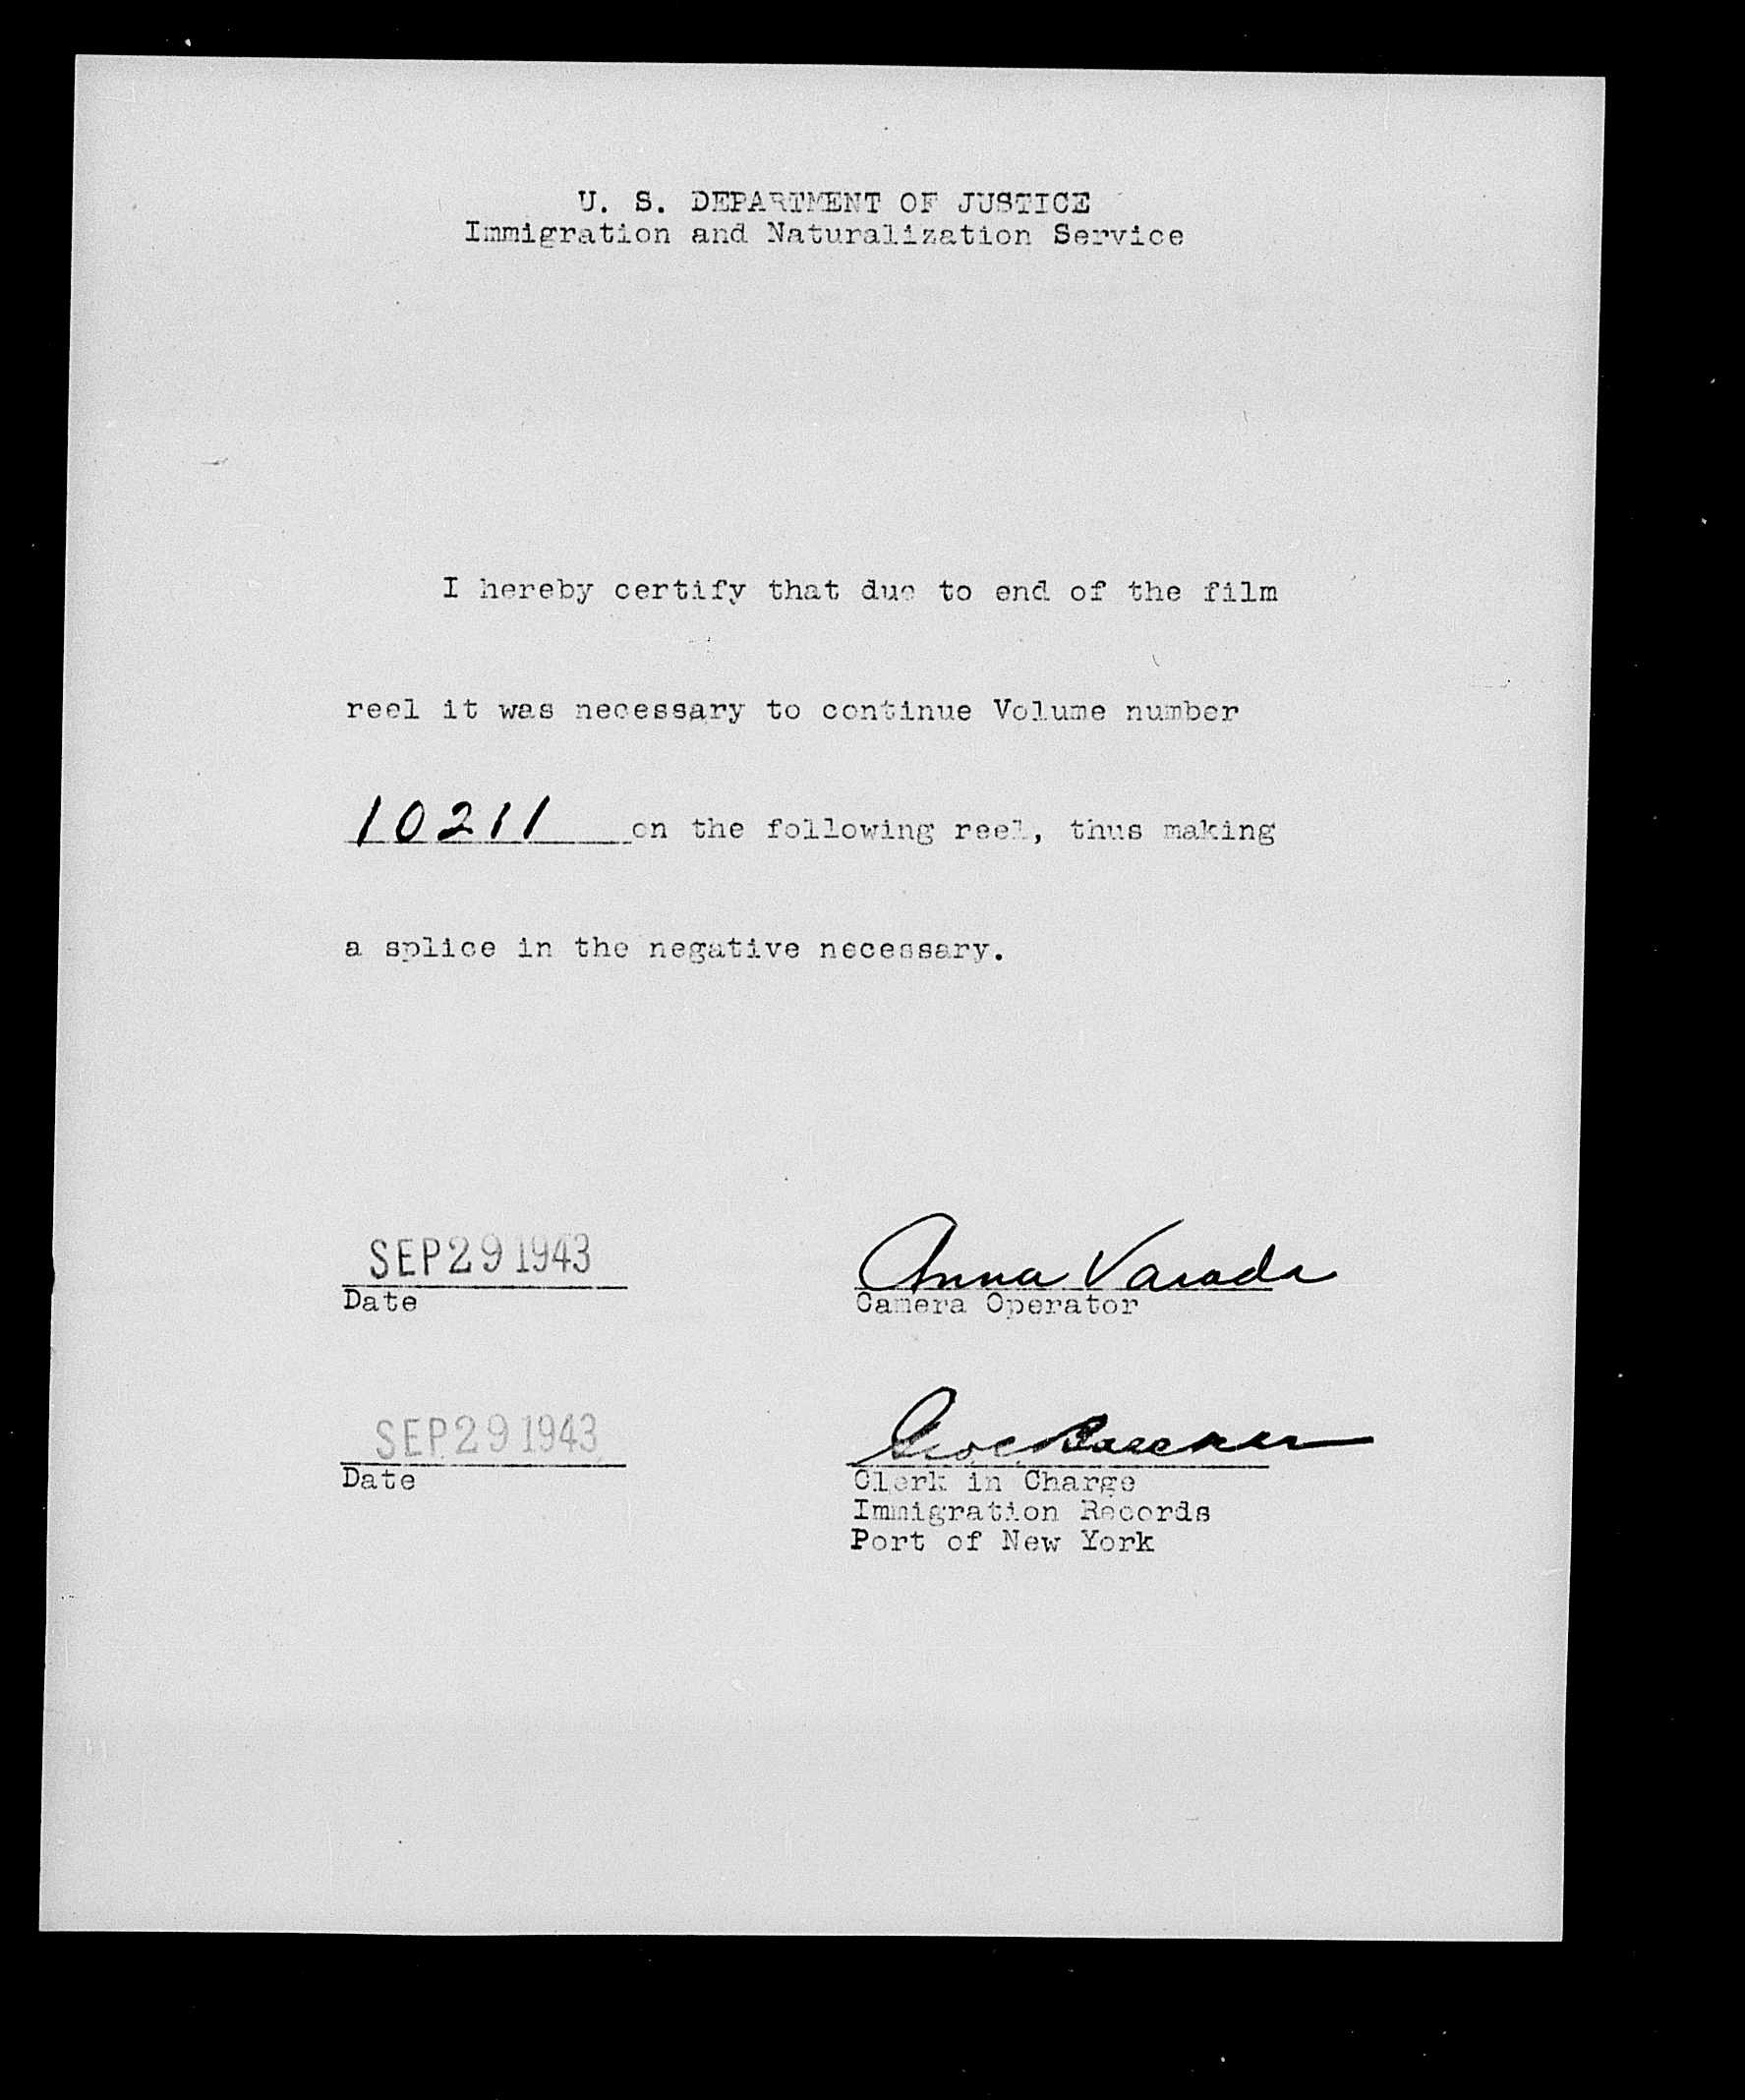 U. S. DEPARTMENT OF JUSTICE
Immigration and Naturalization Service
I hereby certify that due to end of the film
reel it was necessary to continue Volume number
10211 on the following reel, thus making
a splice in the negative necessary.
SEP 29 1943
Date
Anna Varada
Camera Operator
SEP 29 1943
Date
Clerk in Charge
Immigration Records
Port of New York